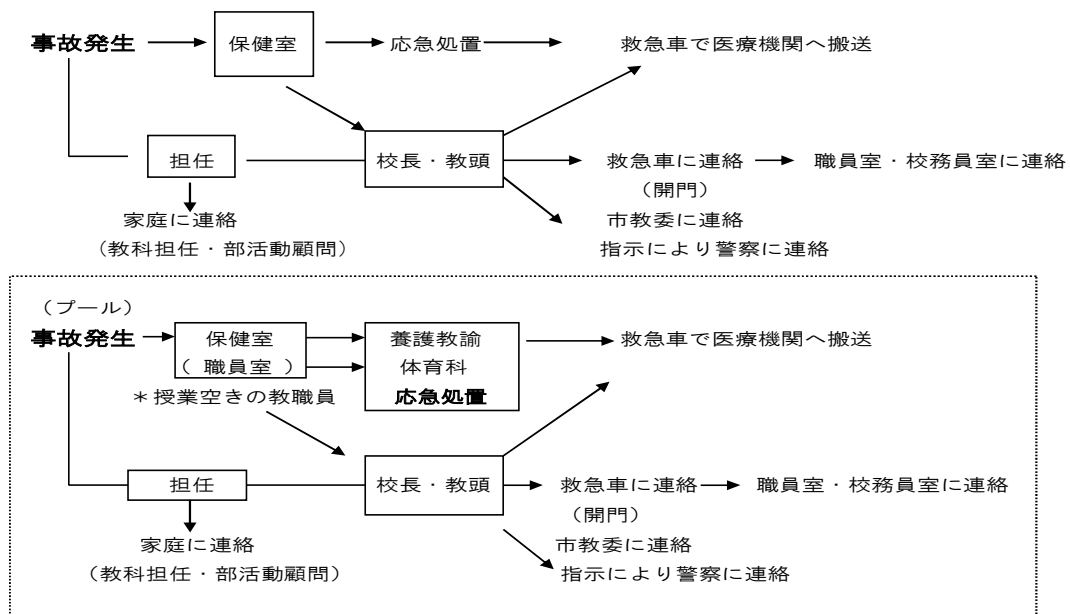 事故発生 保健室 応急処置 救急車で医療機関へ搬送
担任 校長・教頭 救急車に連絡 職員室・校務員室に連絡
(開門)
家庭に連絡 市教委に連絡
(教科担任・部活動顧問) 指示により警察に連絡
(プール)
事故発生 保健室 養護教諭 救急車で医療機関へ搬送
(職員室) 体育科
*授業空きの教職員 応急処置
担任 校長・教頭 救急車に連絡 職員室・校務員室に連絡
(開門)
家庭に連絡 市教委に連絡
(教科担任・部活動顧問) 指示により警察に連絡